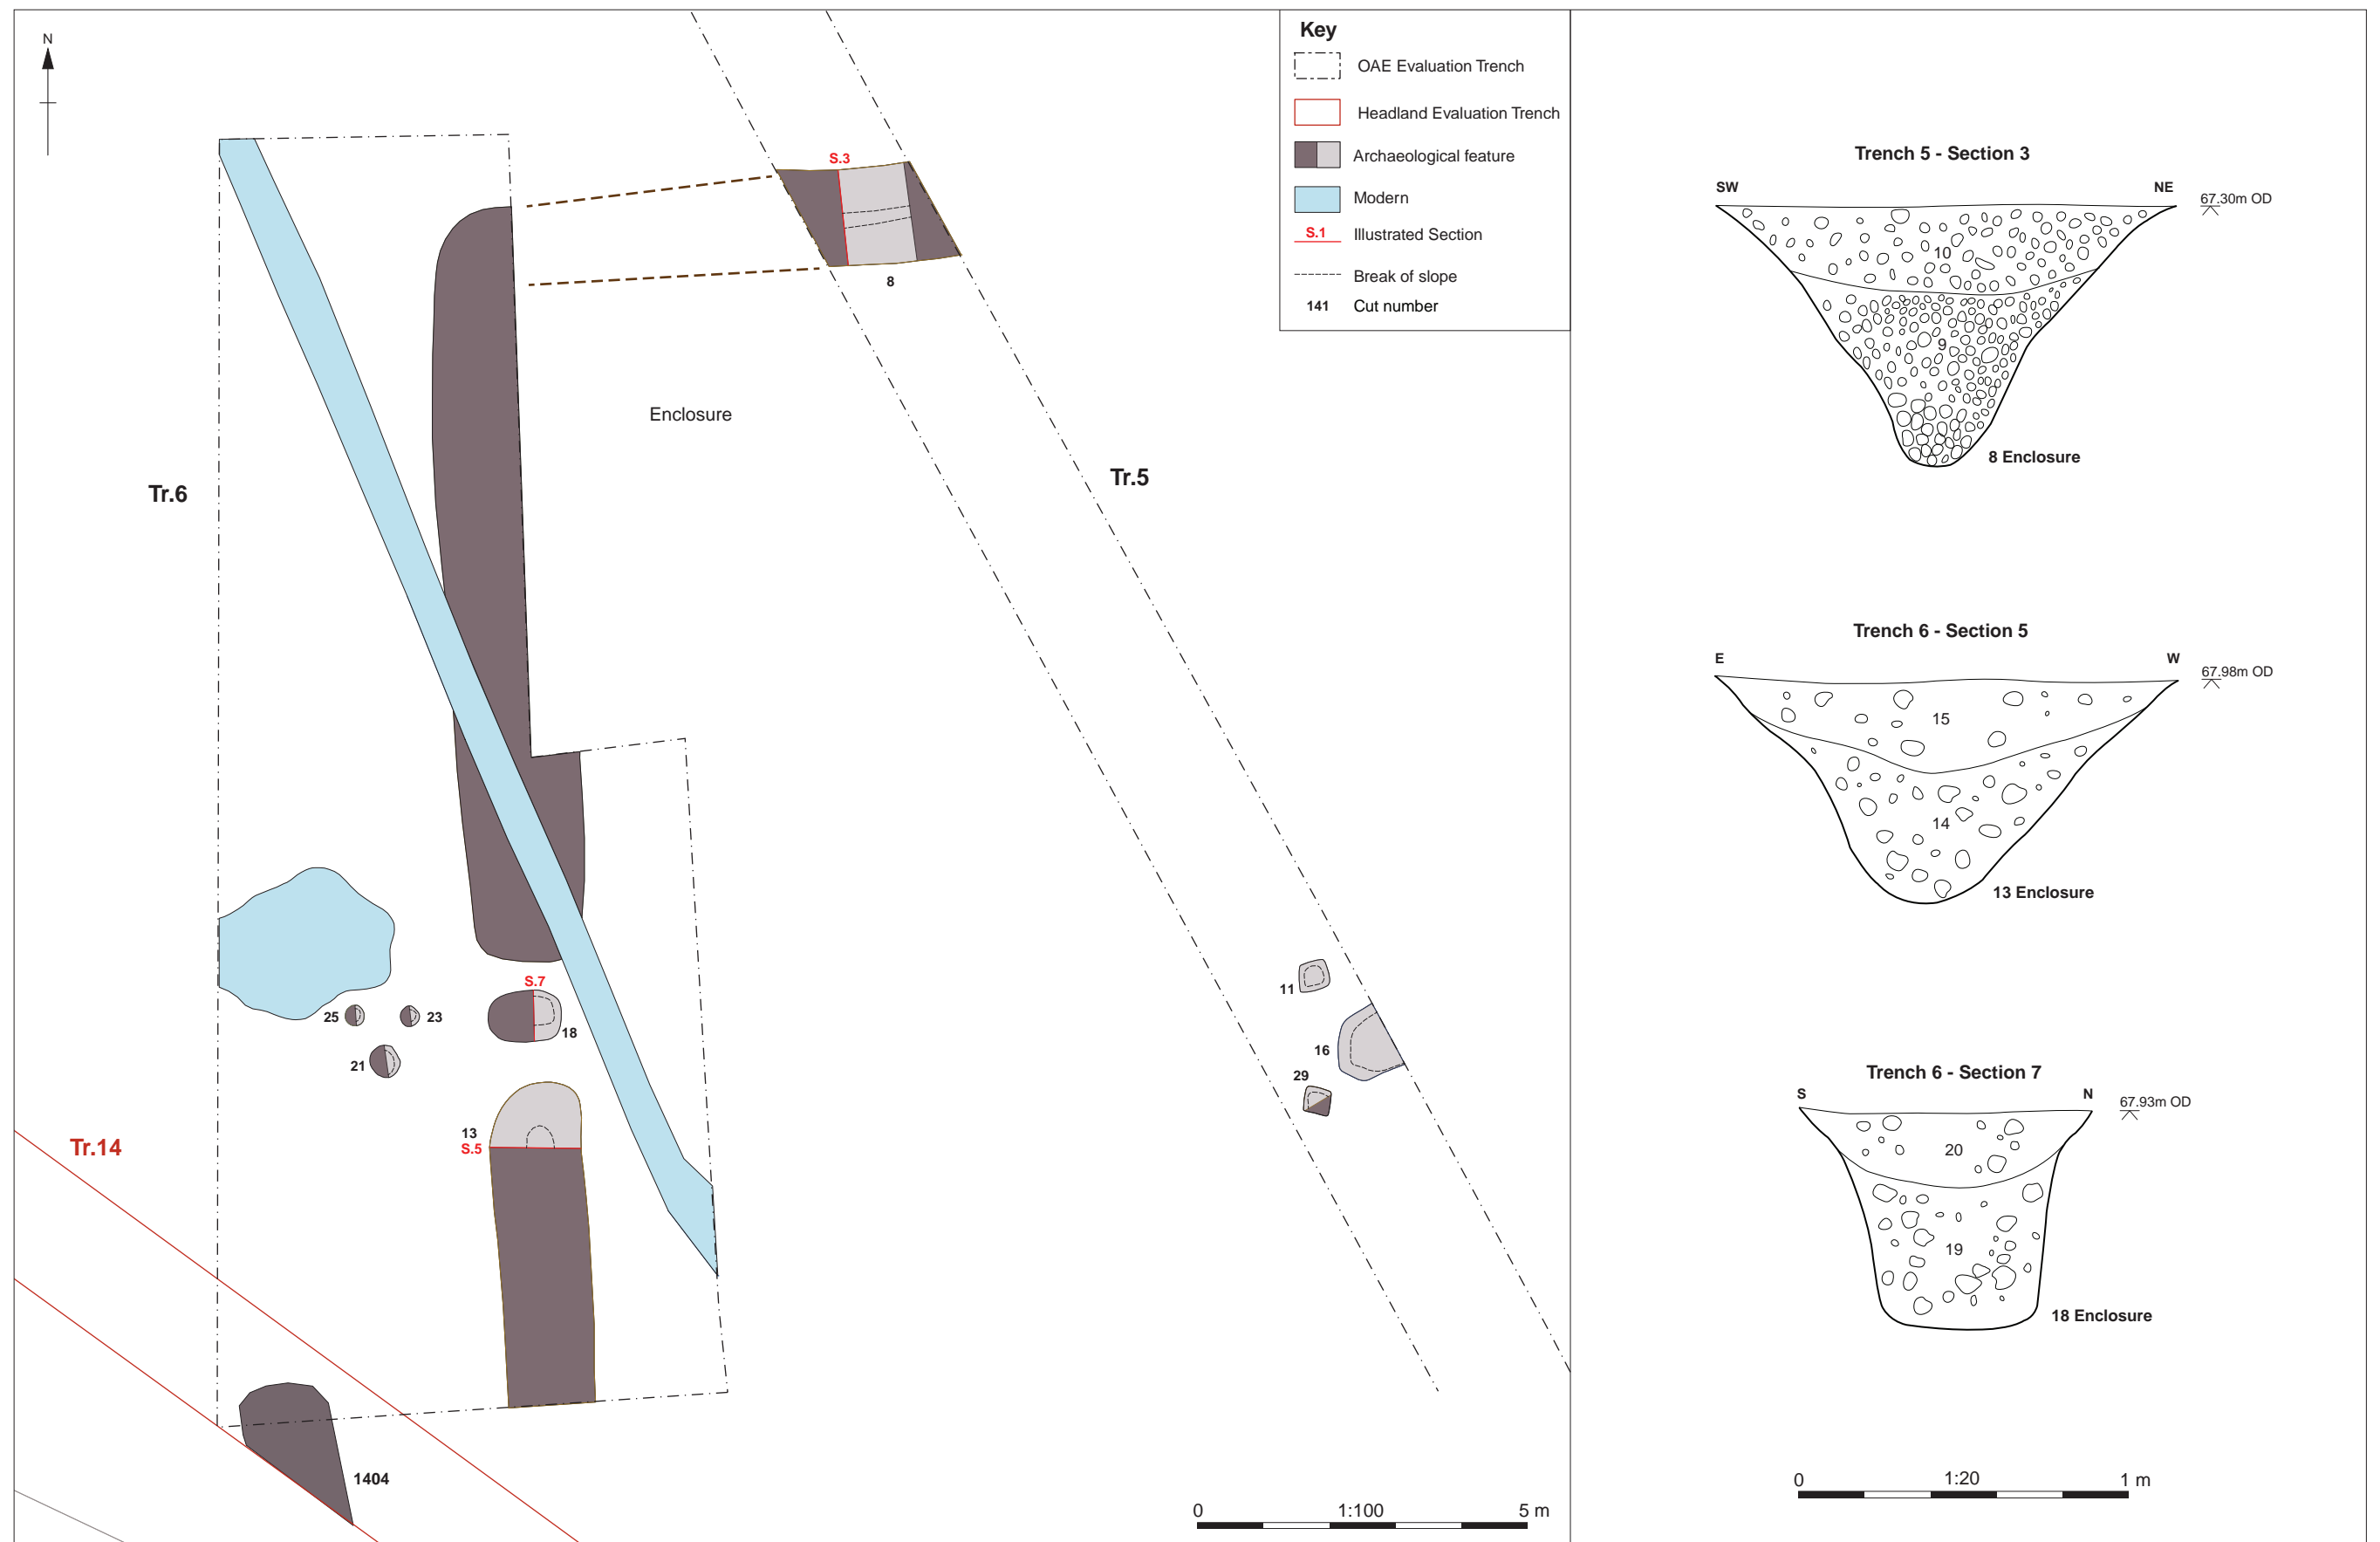 N
Key
OAE Evaluation Trench
Headland Evaluation Trench
Archaeological feature
Modern
S.1 Illustrated Section
Break of slope
141 Cut number
S.3
8
Enclosure
Tr.6
Tr.5
S.7
25
23
18
21
13
S.5
11
16
29
Tr.14
1404
0 1:100 5 m
Trench 5 - Section 3
SW NE
67.30m OD
10
9
8 Enclosure
Trench 6 - Section 5
E W
67.98m OD
15
14
13 Enclosure
Trench 6 - Section 7
S N
67.93m OD
20
19
18 Enclosure
0 1:20 1 m